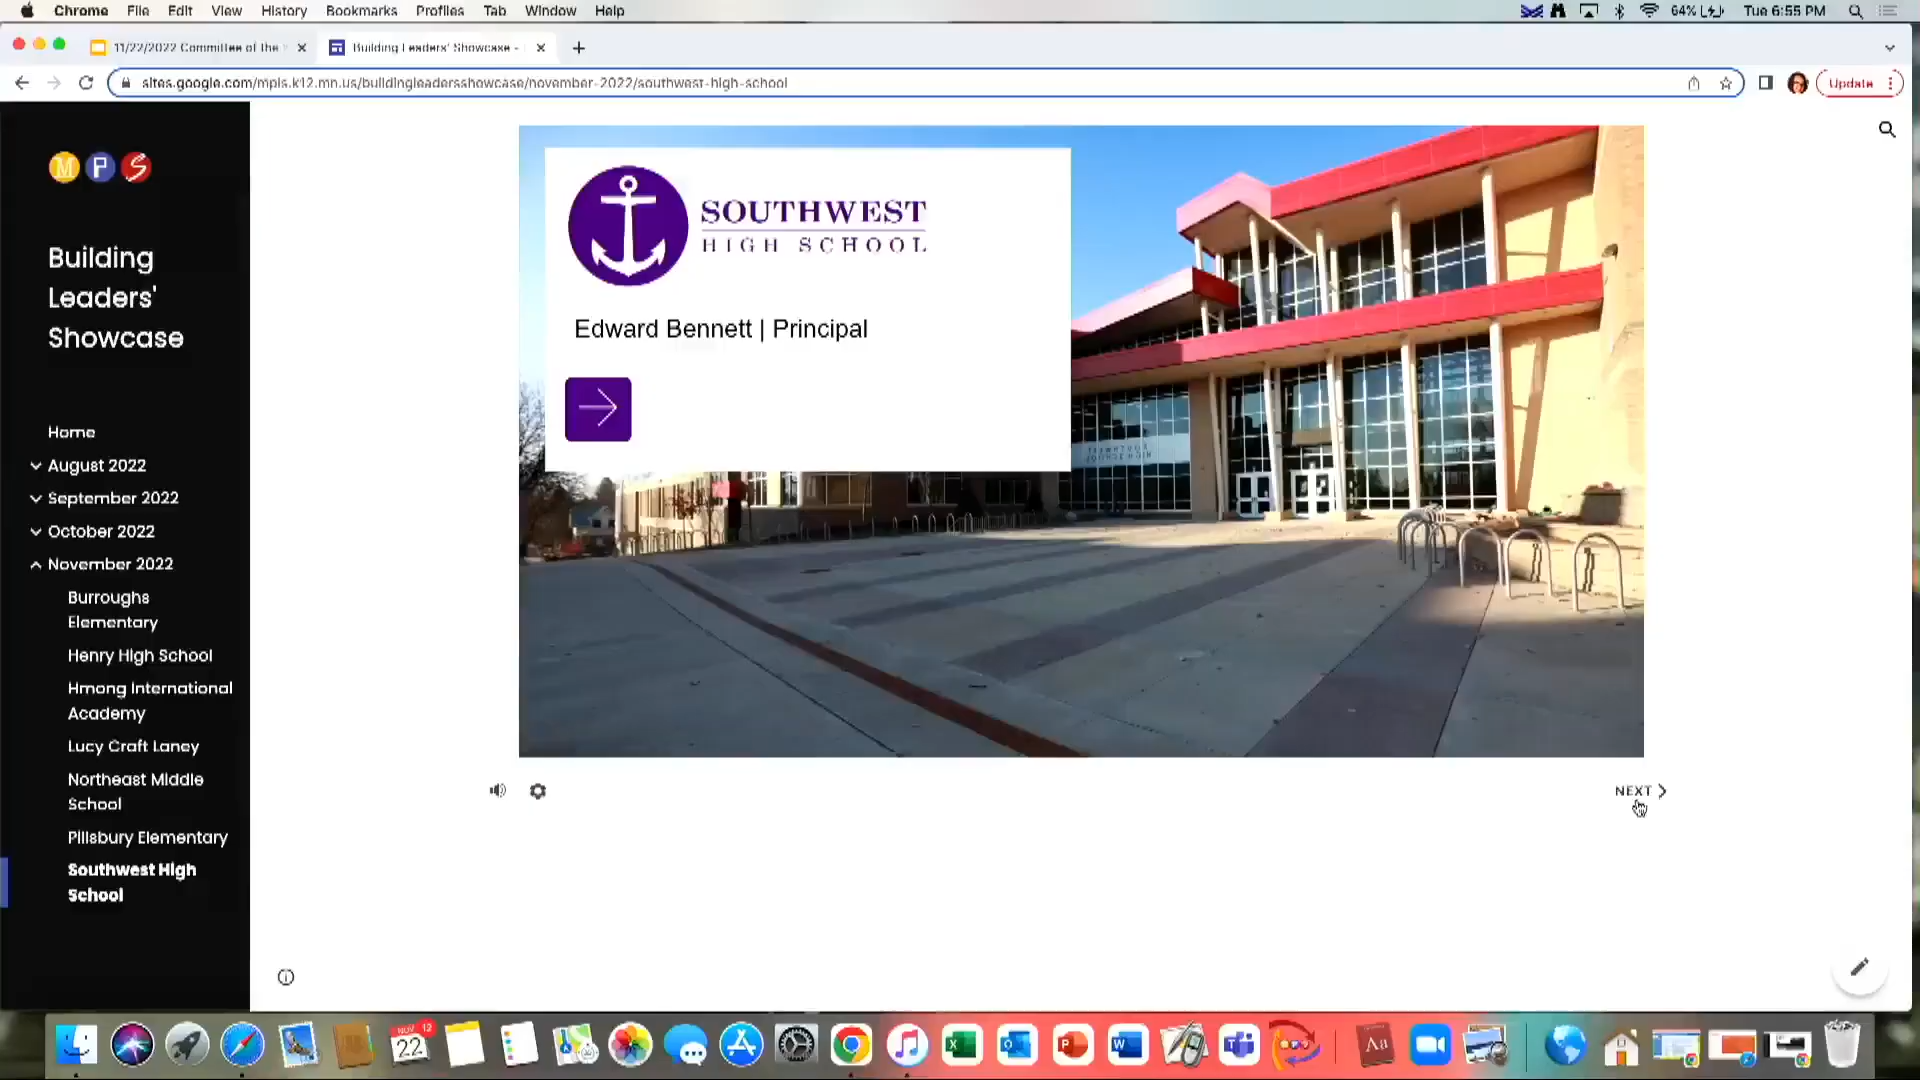 Chrome File Edit View History Bookmarks Profiles Tab Window Help 64% Tue 6:55 PM
11/22/2022 Committee of the
Building Leaders' Showcase -
sites.google.com/mpls.k12.mn.us/buildingleadersshowcase/november-2022/southwest-high-school
Update
M P S
Building
Leaders'
Showcase
Home
August 2022
September 2022
October 2022
November 2022
Burroughs
Elementary
Henry High School
Hmong International
Academy
Lucy Craft Laney
Northeast Middle
School
Pillsbury Elementary
Southwest High
School
SOUTHWEST
HIGH SCHOOL
Edward Bennett | Principal
NEXT
NOV 12
22
Aa